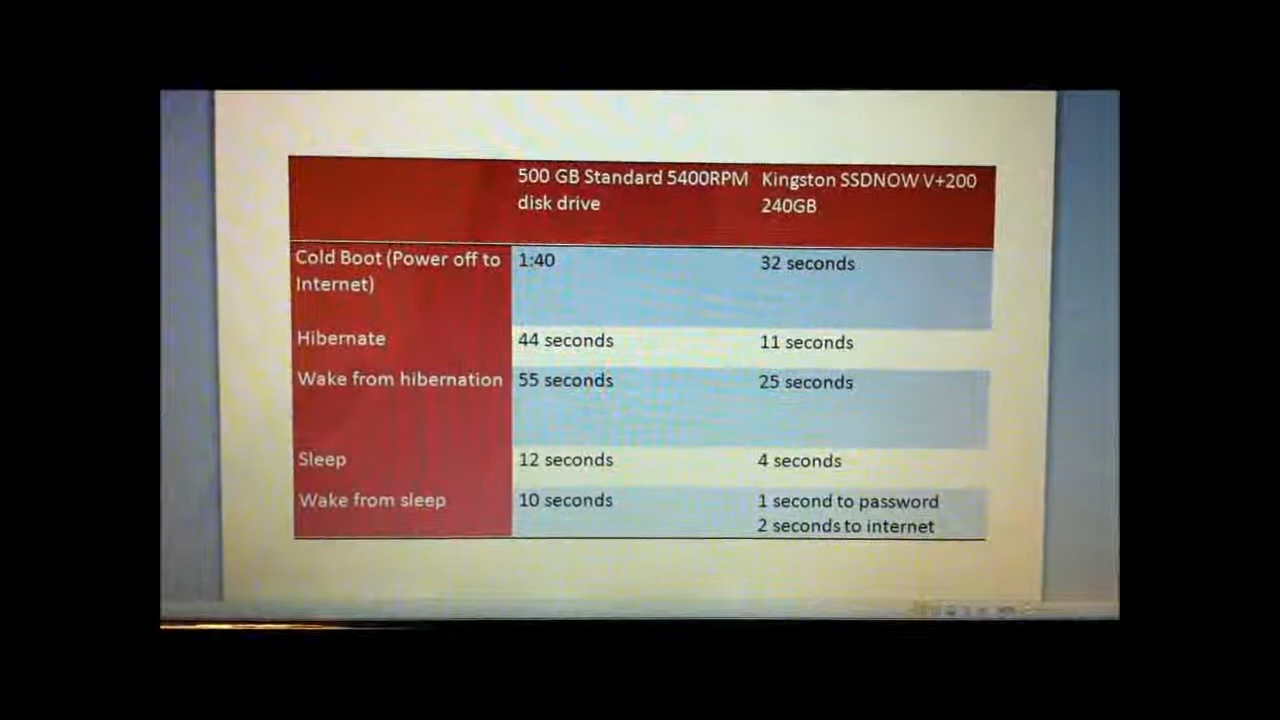 500 GB Standard 5400RPM
disk drive
Kingston SSDNOW V+200
240GB
Cold Boot (Power off to
Internet)
1:40
32 seconds
Hibernate
44 seconds
11 seconds
Wake from hibernation
55 seconds
25 seconds
Sleep
12 seconds
4 seconds
Wake from sleep
10 seconds
1 second to password
2 seconds to internet